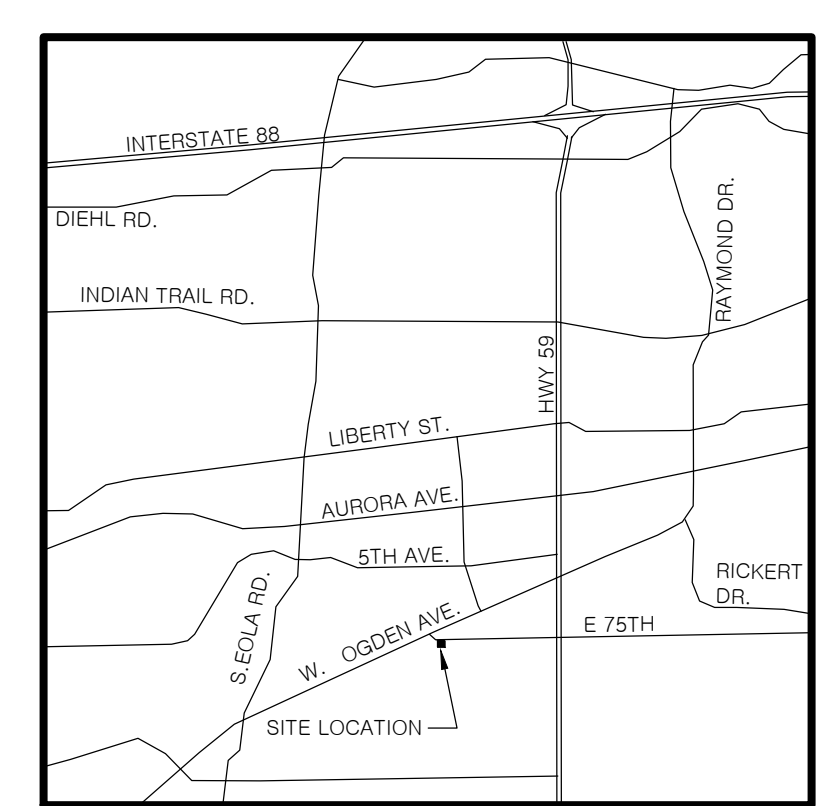 INTERSTATE 88
DIEHL RD.
RAYMOND DR.
INDIAN TRAIL RD.
HWY 59
LIBERTY ST.
AURORA AVE.
5TH AVE.
RICKERT
DR.
S.EOLA RD.
W. OGDEN AVE.
E 75TH
SITE LOCATION